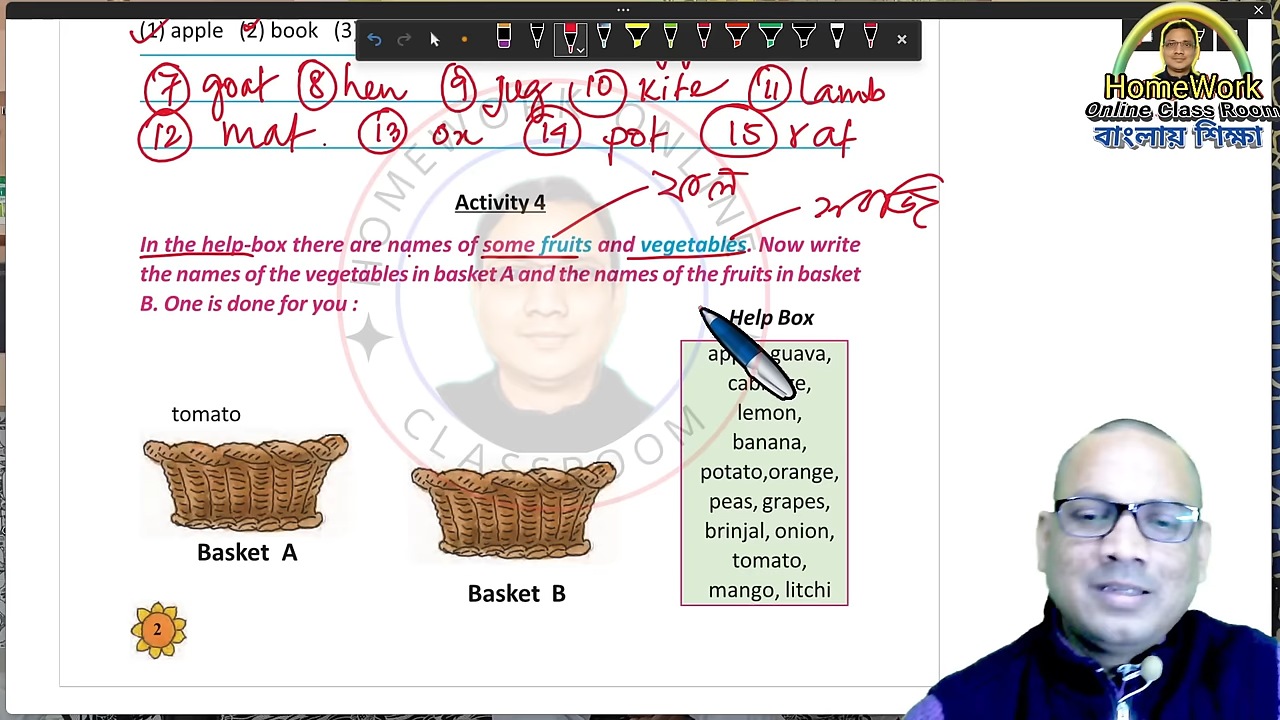 (1) apple (2) book (3)
7 goat 8 hen 9 jug 10 kite 11 lamb
12 mat. 13 ox 14 pot 15 rat
HomeWork
Online Class Room
বাংলায় শিক্ষা
HOMEWORK ONLINE CLASSROOM
Activity 4
In the help-box there are names of some fruits and vegetables. Now write
the names of the vegetables in basket A and the names of the fruits in basket
B. One is done for you :
Help Box
guava,
lemon,
banana,
potato,orange,
peas, grapes,
brinjal, onion,
tomato,
mango, litchi
tomato
Basket A
Basket B
2